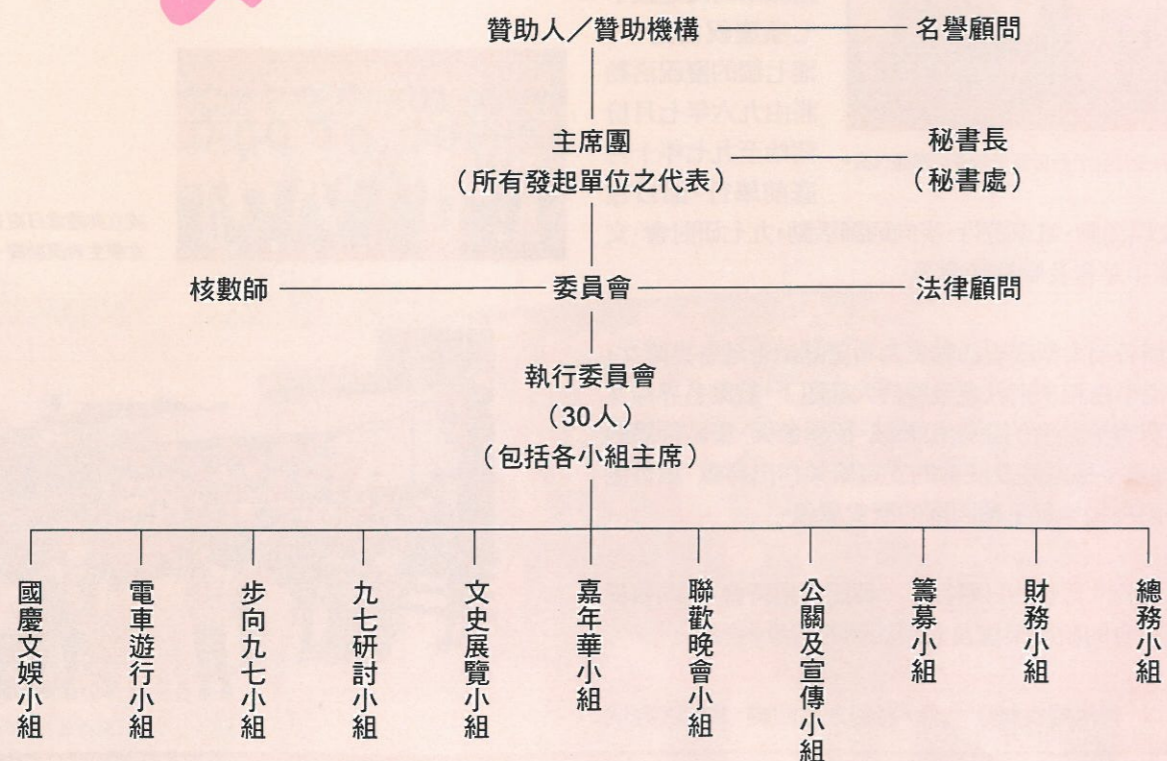 贊助人／贊助機構 名譽顧問
主席團 秘書長
（所有發起單位之代表） （秘書處）
核數師 委員會 法律顧問
執行委員會
（30人）
（包括各小組主席）
國慶文娛小組
電車遊行小組
步向九七小組
九七研討小組
文史展覽小組
嘉年華小組
聯歡晚會小組
公關及宣傳小組
籌募小組
財務小組
總務小組